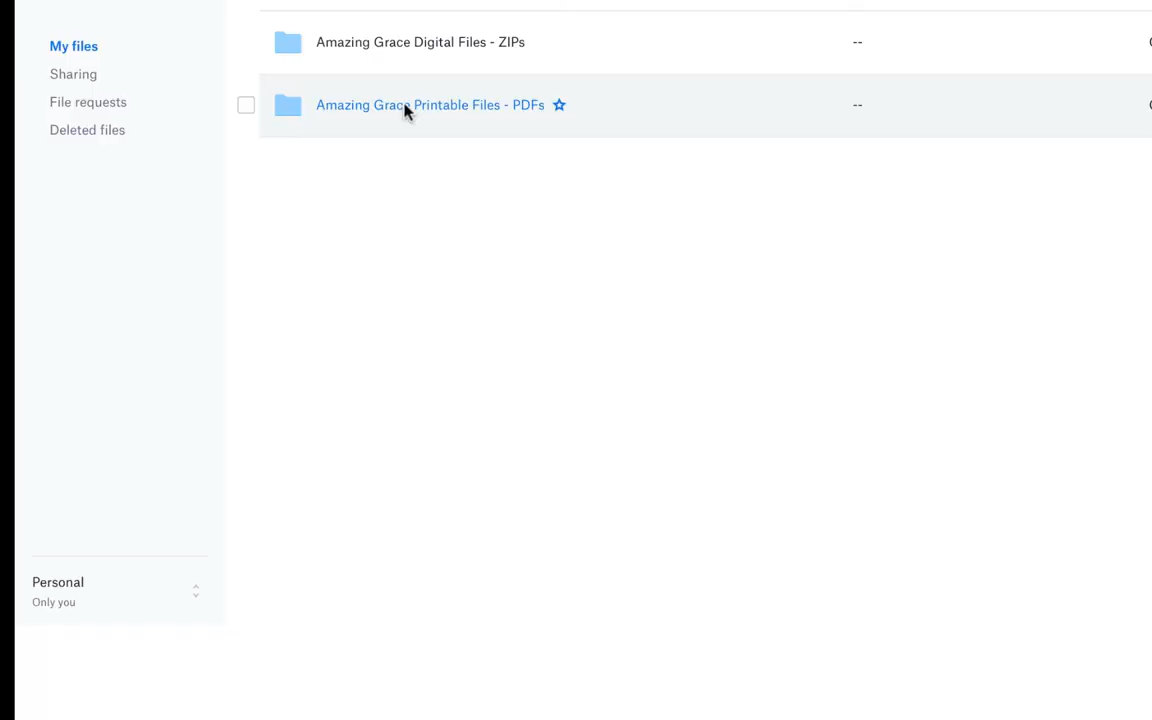 My files
Sharing
File requests
Deleted files
Amazing Grace Digital Files - ZIPs
--
Amazing Grace Printable Files - PDFs
--
Personal
Only you